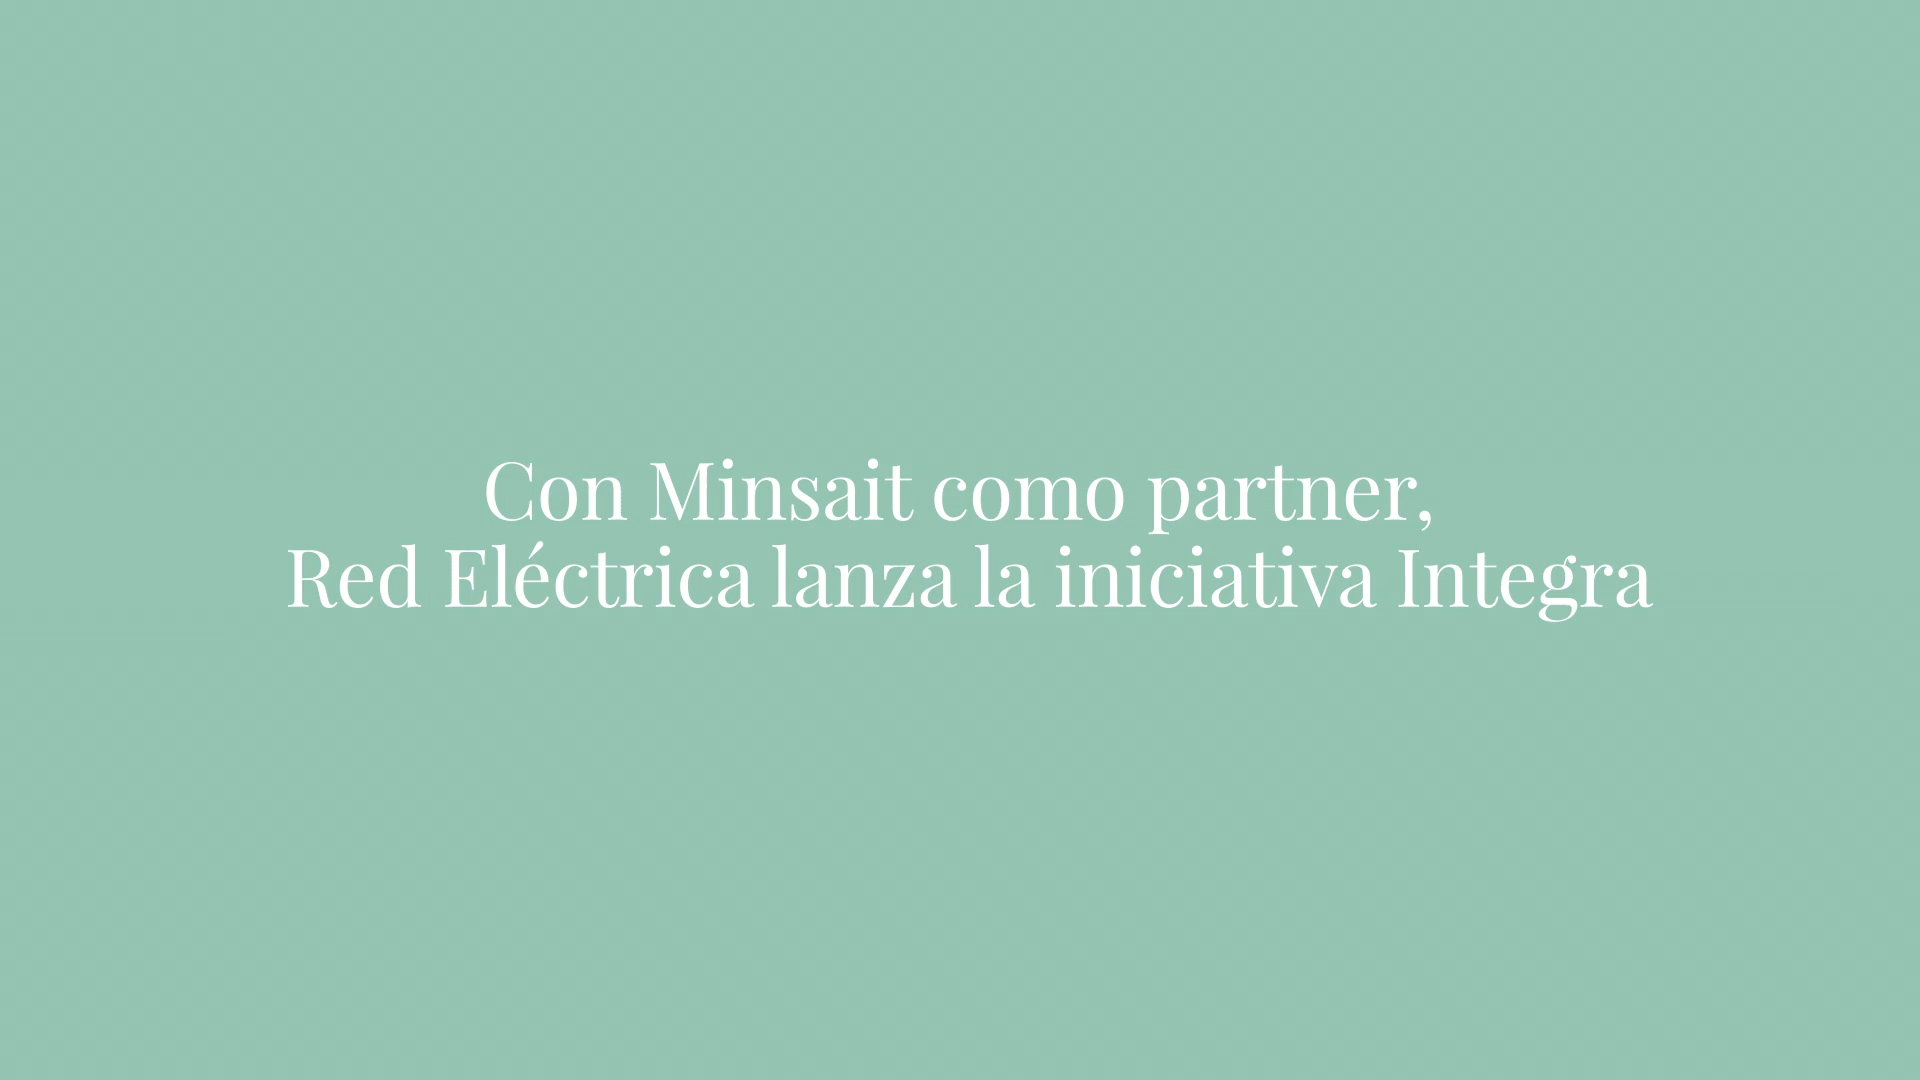 Con Minsait como partner,
Red Eléctrica lanza la iniciativa Integra